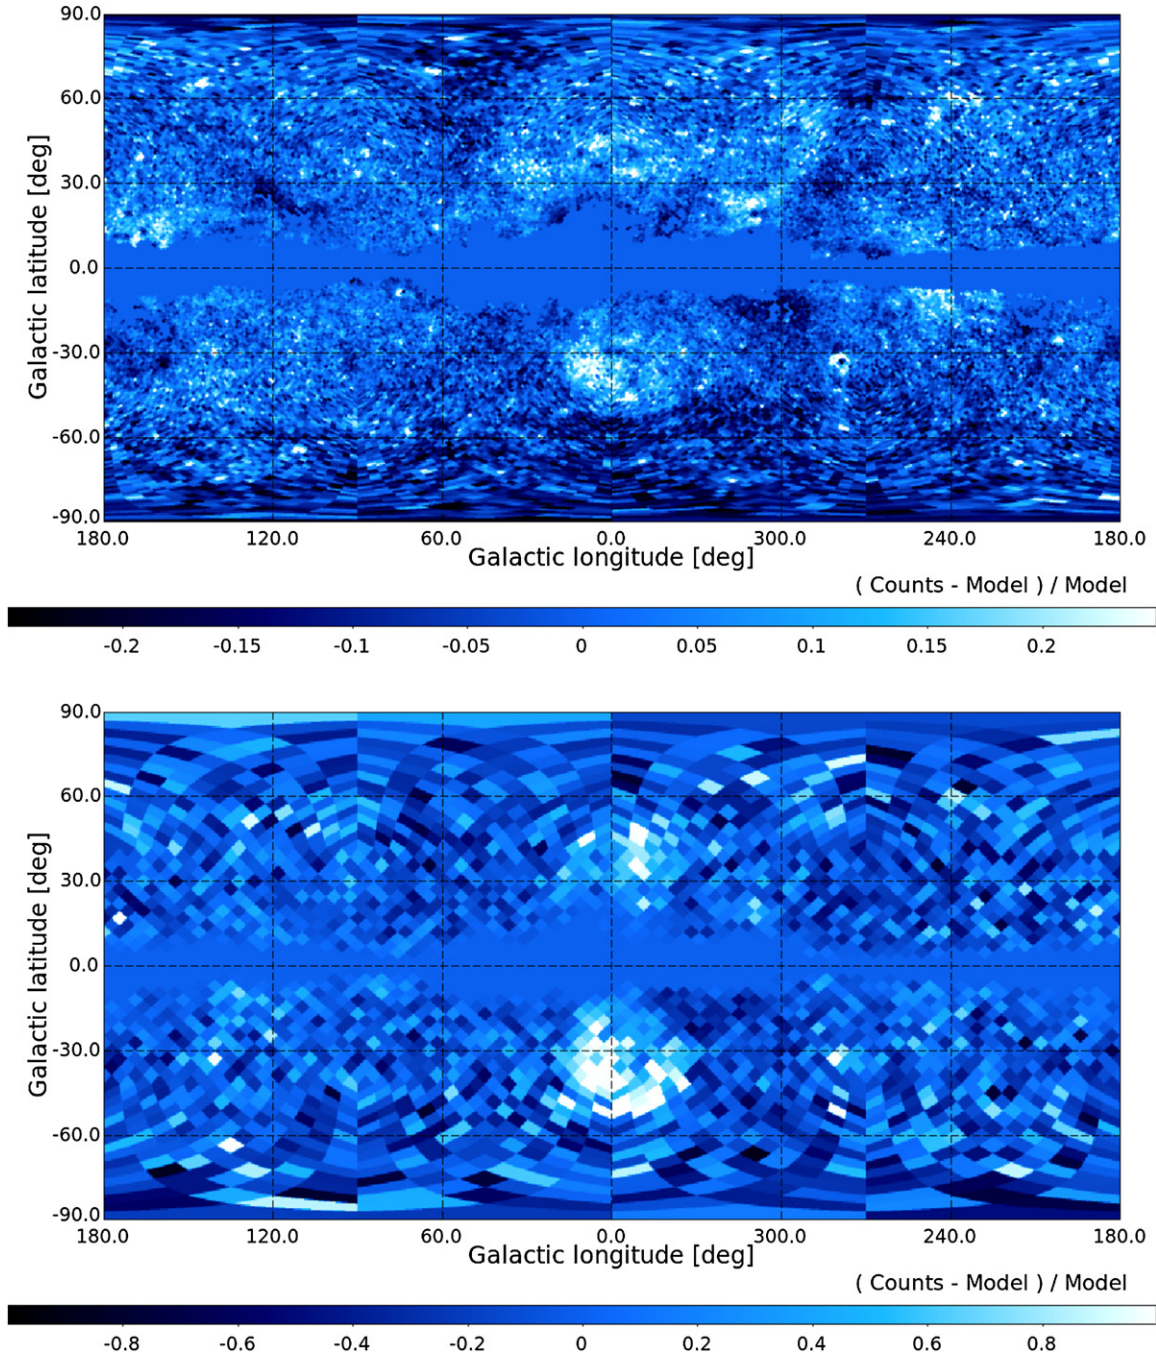 90.0
60.0
30.0
0.0
-30.0
-60.0
-90.0
Galactic latitude [deg]
180.0 120.0 60.0 0.0 300.0 240.0 180.0
Galactic longitude [deg]
( Counts - Model ) / Model
-0.2 -0.15 -0.1 -0.05 0 0.05 0.1 0.15 0.2
90.0
60.0
30.0
0.0
-30.0
-60.0
-90.0
Galactic latitude [deg]
180.0 120.0 60.0 0.0 300.0 240.0 180.0
Galactic longitude [deg]
( Counts - Model ) / Model
-0.8 -0.6 -0.4 -0.2 0 0.2 0.4 0.6 0.8